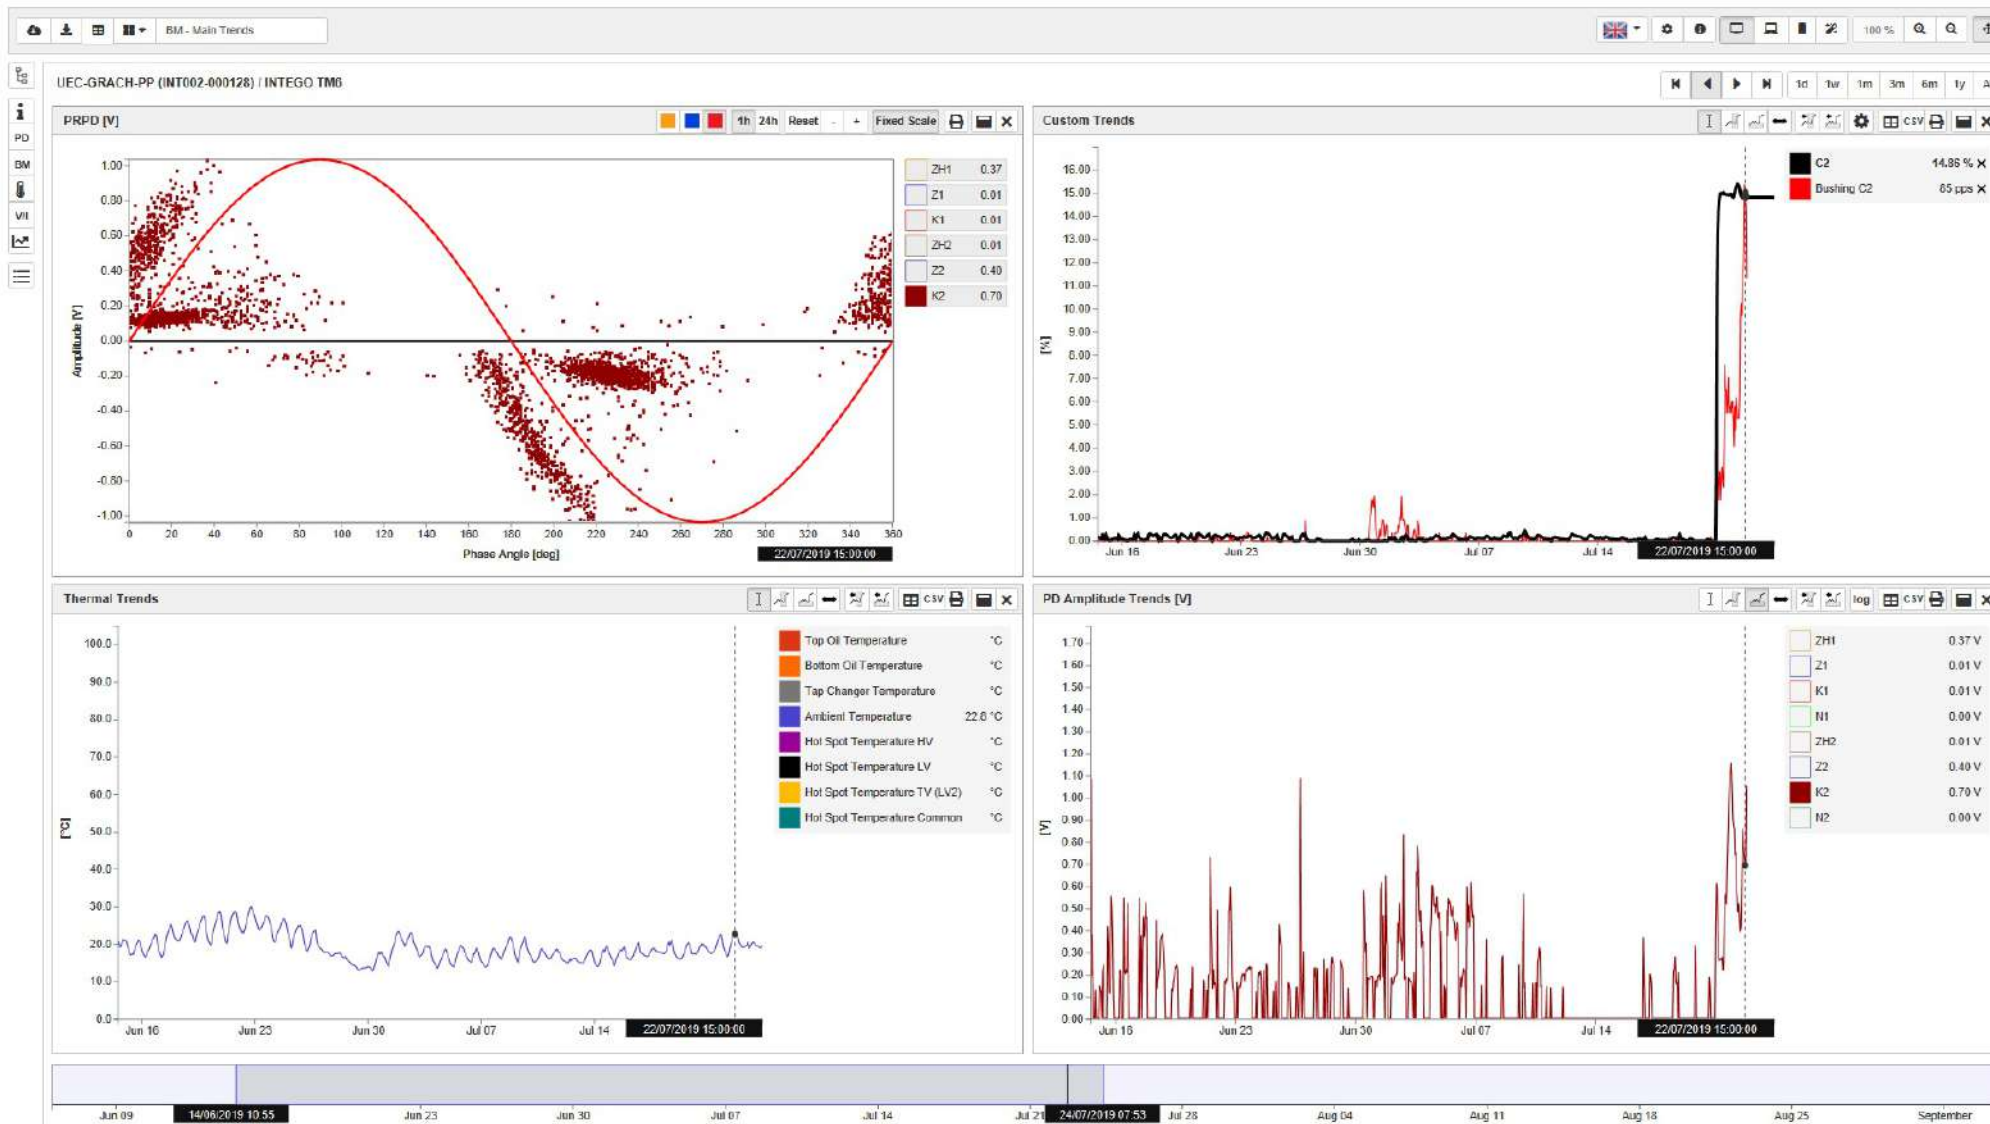 BM - Main Trends
100 %
UEC-GRACH-PP (INT002-000128) / INTEGO TM6
1d 1w 1m 3m 6m 1y
PD
BM
V/I
PRPD [V]
1h 24h Reset - + Fixed Scale
1.00
0.80
0.60
0.40
0.20
0.00
-0.20
-0.40
-0.60
-0.80
-1.00
Amplitude [V]
0 20 40 60 80 100 120 140 160 180 200 220 240 260 280 300 320 340 360
Phase Angle [deg]
22/07/2019 15:00:00
ZH1 0.37
Z1 0.01
K1 0.01
ZH2 0.01
Z2 0.40
K2 0.70
Custom Trends
CSV
16.00
15.00
14.00
13.00
12.00
11.00
10.00
9.00
8.00
7.00
6.00
5.00
4.00
3.00
2.00
1.00
0.00
[%]
Jun 16 Jun 23 Jun 30 Jul 07 Jul 14
22/07/2019 15:00:00
C2 14.86 %
Bushing C2 85 pps
Thermal Trends
CSV
100.0
90.0
80.0
70.0
60.0
50.0
40.0
30.0
20.0
10.0
0.0
[°C]
Jun 16 Jun 23 Jun 30 Jul 07 Jul 14
22/07/2019 15:00:00
Top Oil Temperature °C
Bottom Oil Temperature °C
Tap Changer Temperature °C
Ambient Temperature 22.8 °C
Hot Spot Temperature HV °C
Hot Spot Temperature LV °C
Hot Spot Temperature TV (LV2) °C
Hot Spot Temperature Common °C
PD Amplitude Trends [V]
log CSV
1.70
1.60
1.50
1.40
1.30
1.20
1.10
1.00
0.90
0.80
0.70
0.60
0.50
0.40
0.30
0.20
0.10
0.00
[V]
Jun 16 Jun 23 Jun 30 Jul 07 Jul 14
22/07/2019 15:00:00
ZH1 0.37 V
Z1 0.01 V
K1 0.01 V
N1 0.00 V
ZH2 0.01 V
Z2 0.40 V
K2 0.70 V
N2 0.00 V
Jun 09 14/06/2019 10:55 Jun 23 Jun 30 Jul 07 Jul 14 Jul 21 24/07/2019 07:53 Jul 28 Aug 04 Aug 11 Aug 18 Aug 25 September